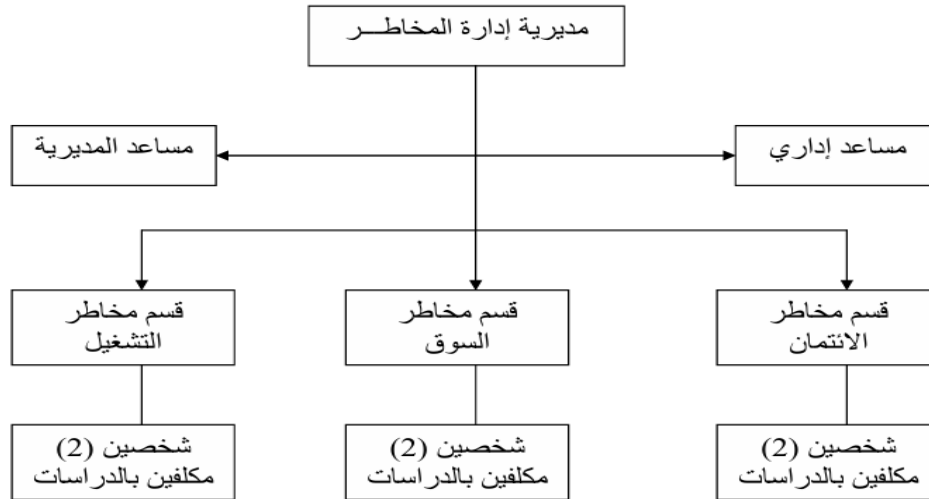 مديرية إدارة المخاطـــر
مساعد إداري
مساعد المديرية
قسم مخاطر
الائتمان
قسم مخاطر
السوق
قسم مخاطر
التشغيل
شخصين (2)
مكلفين بالدراسات
شخصين (2)
مكلفين بالدراسات
شخصين (2)
مكلفين بالدراسات